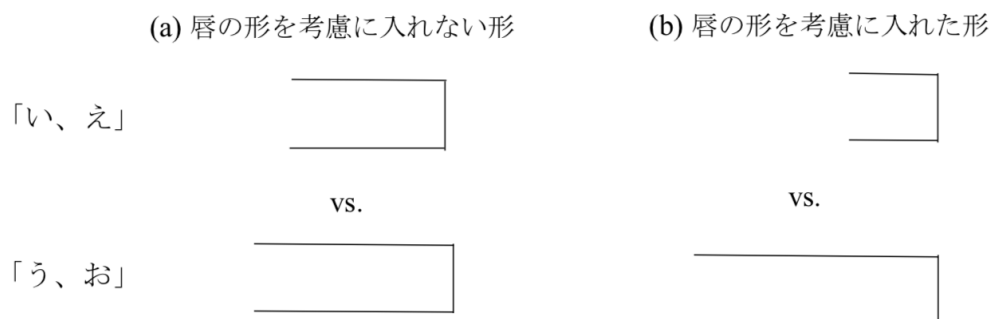 (a) 唇の形を考慮に入れない形 (b) 唇の形を考慮に入れた形
「い、え」
vs. vs.
「う、お」